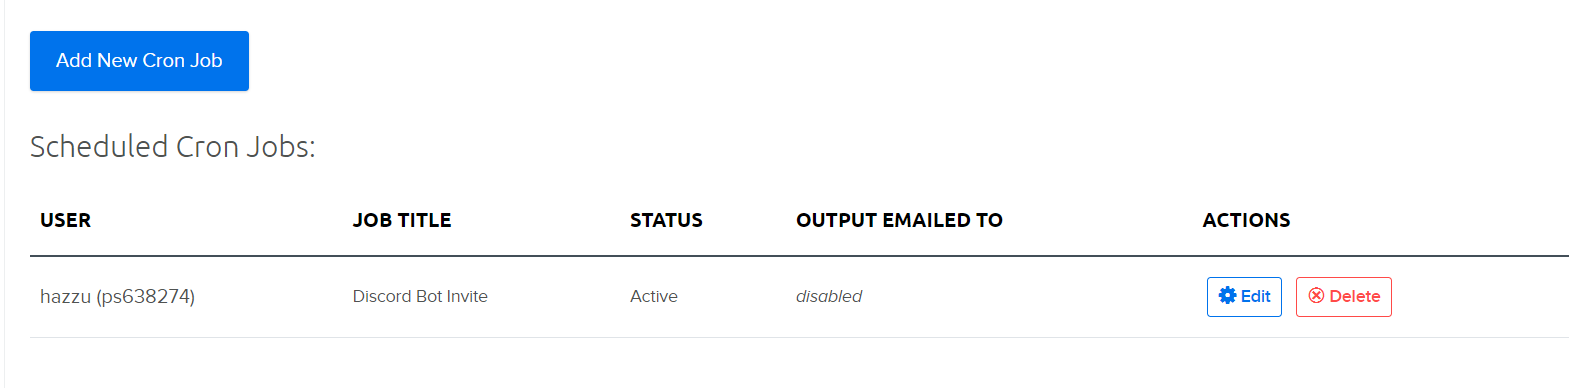 Add New Cron Job
Scheduled Cron Jobs:
USER JOB TITLE STATUS OUTPUT EMAILED TO ACTIONS
hazzu (ps638274) Discord Bot Invite Active disabled Edit Delete